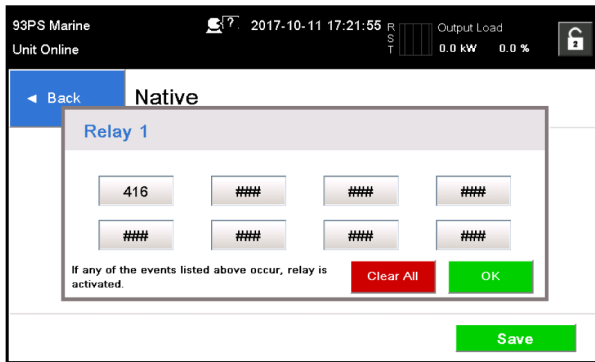 93PS Marine
Unit Online
? 2017-10-11 17:21:55
R
S
T
Output Load
0.0 kW 0.0 %
2
◄ Back
Native
Relay 1
416 ### ### ###
### ### ### ###
If any of the events listed above occur, relay is
activated.
Clear All
OK
Save